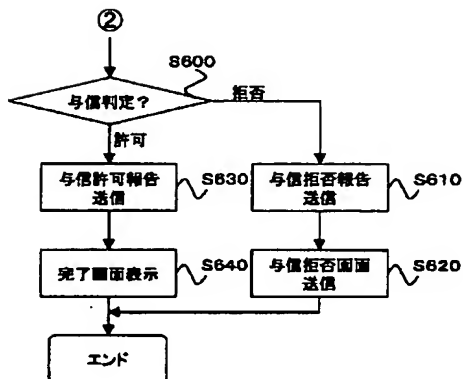 ②
S600
与信判定?
拒否
許可
与信許可報告
送信
S630
与信拒否報告
送信
S610
完了画面表示
S640
与信拒否画面
送信
S620
エンド